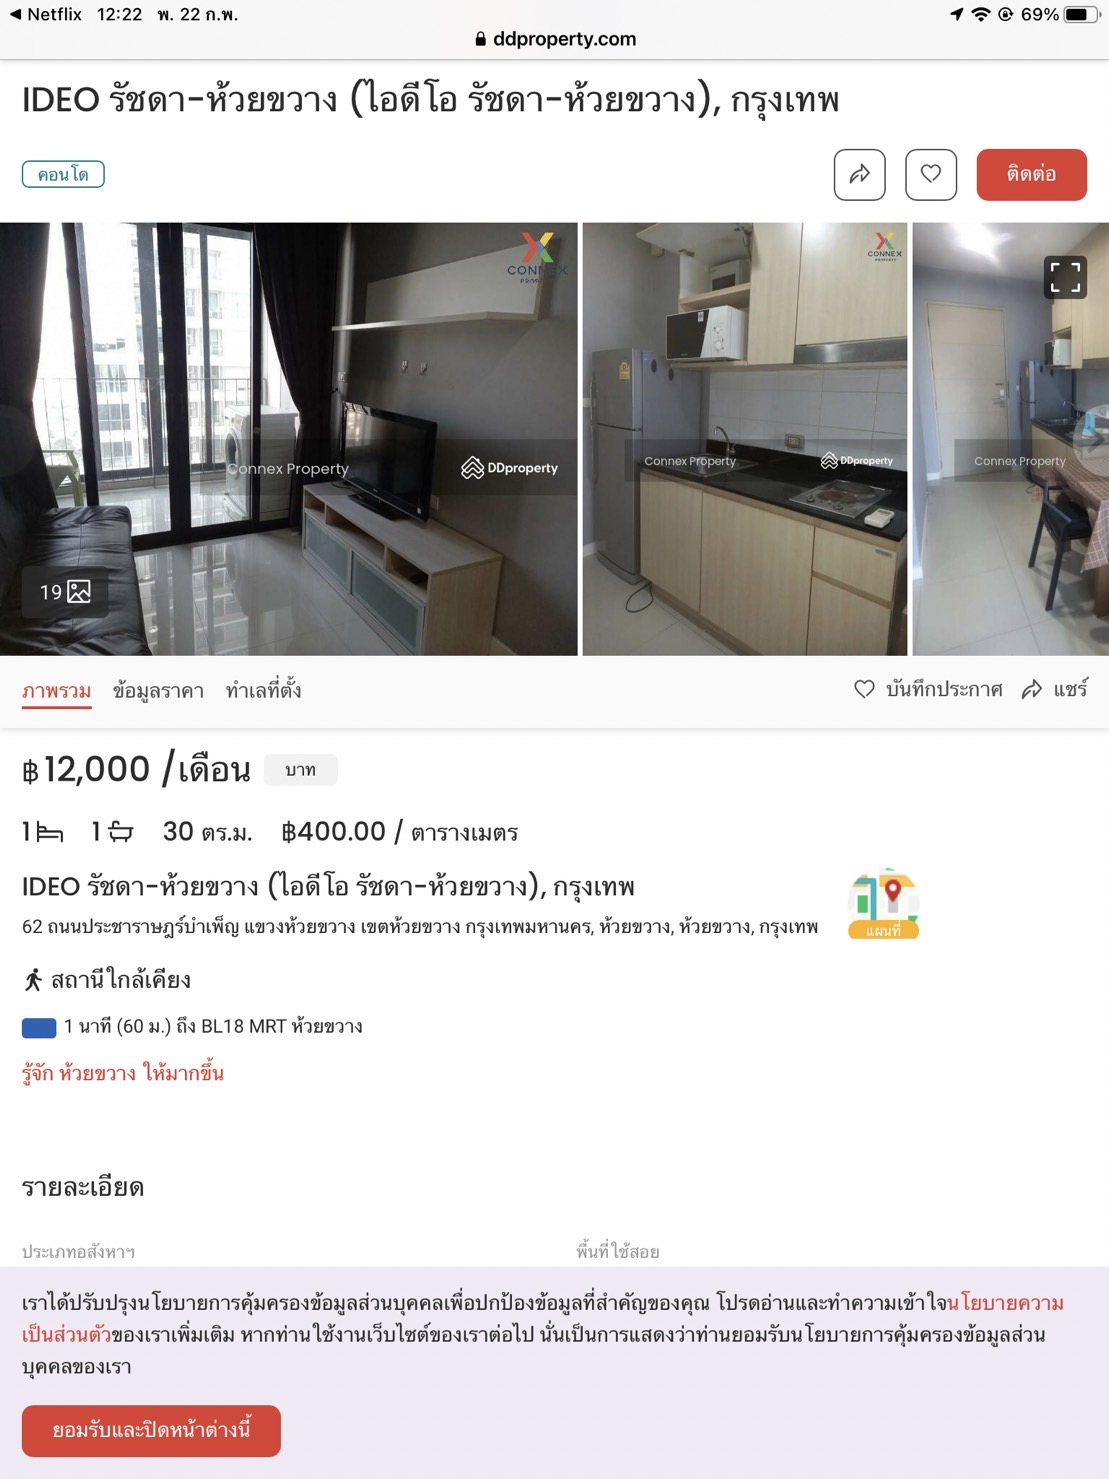 Netflix 12:22 พ. 22 ก.พ. 69%
ddproperty.com
IDEO รัชดา-ห้วยขวาง (ไอดีโอ รัชดา-ห้วยขวาง), กรุงเทพ
คอนโด
ติดต่อ
CONNEX
PROPERTY
CONNEX
PROPERTY
Connex Property
DDproperty
Connex Property
DDproperty
Connex Property
19
ภาพรวม ข้อมูลราคา ทำเลที่ตั้ง บันทึกประกาศ แชร์
฿12,000 /เดือน บาท
1 1 30 ตร.ม. ฿400.00 / ตารางเมตร
IDEO รัชดา-ห้วยขวาง (ไอดีโอ รัชดา-ห้วยขวาง), กรุงเทพ
62 ถนนประชาราษฎร์บำเพ็ญ แขวงห้วยขวาง เขตห้วยขวาง กรุงเทพมหานคร, ห้วยขวาง, ห้วยขวาง, กรุงเทพ
แผนที่
สถานีใกล้เคียง
1 นาที (60 ม.) ถึง BL18 MRT ห้วยขวาง
รู้จัก ห้วยขวาง ให้มากขึ้น
รายละเอียด
ประเภทอสังหาฯ พื้นที่ใช้สอย
เราได้ปรับปรุงนโยบายการคุ้มครองข้อมูลส่วนบุคคลเพื่อปกป้องข้อมูลที่สำคัญของคุณ โปรดอ่านและทำความเข้าใจนโยบายความ
เป็นส่วนตัวของเราเพิ่มเติม หากท่านใช้งานเว็บไซต์ของเราต่อไป นั่นเป็นการแสดงว่าท่านยอมรับนโยบายการคุ้มครองข้อมูลส่วน
บุคคลของเรา
ยอมรับและปิดหน้าต่างนี้